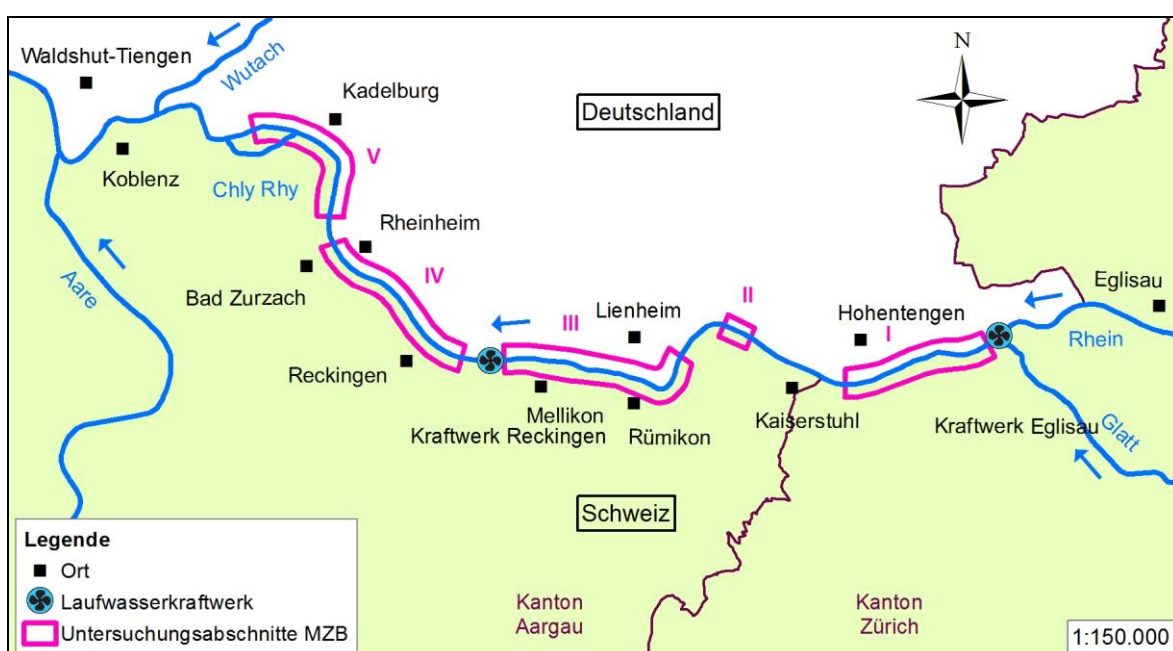 Waldshut-Tiengen
Wutach
Kadelburg
Deutschland
N
Koblenz
Chly Rhy
V
Rheinheim
Aare
Bad Zurzach
IV
Lienheim
II
Hohentengen
Eglisau
III
I
Rhein
Reckingen
Mellikon
Kraftwerk Reckingen
Rümikon
Kaiserstuhl
Kraftwerk Eglisau
Glatt
Schweiz
Legende
Ort
Laufwasserkraftwerk
Untersuchungsabschnitte MZB
Kanton
Aargau
Kanton
Zürich
1:150.000